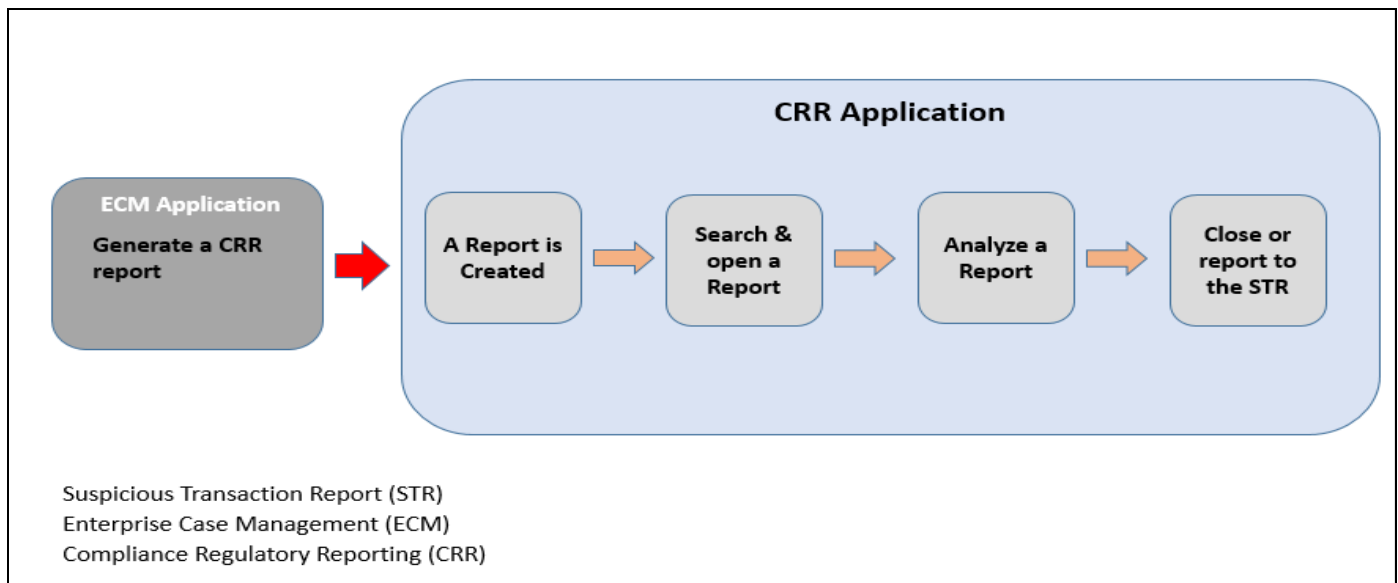 CRR Application
ECM Application
Generate a CRR
report
A Report is
Created
Search &
open a
Report
Analyze a
Report
Close or
report to
the STR
Suspicious Transaction Report (STR)
Enterprise Case Management (ECM)
Compliance Regulatory Reporting (CRR)